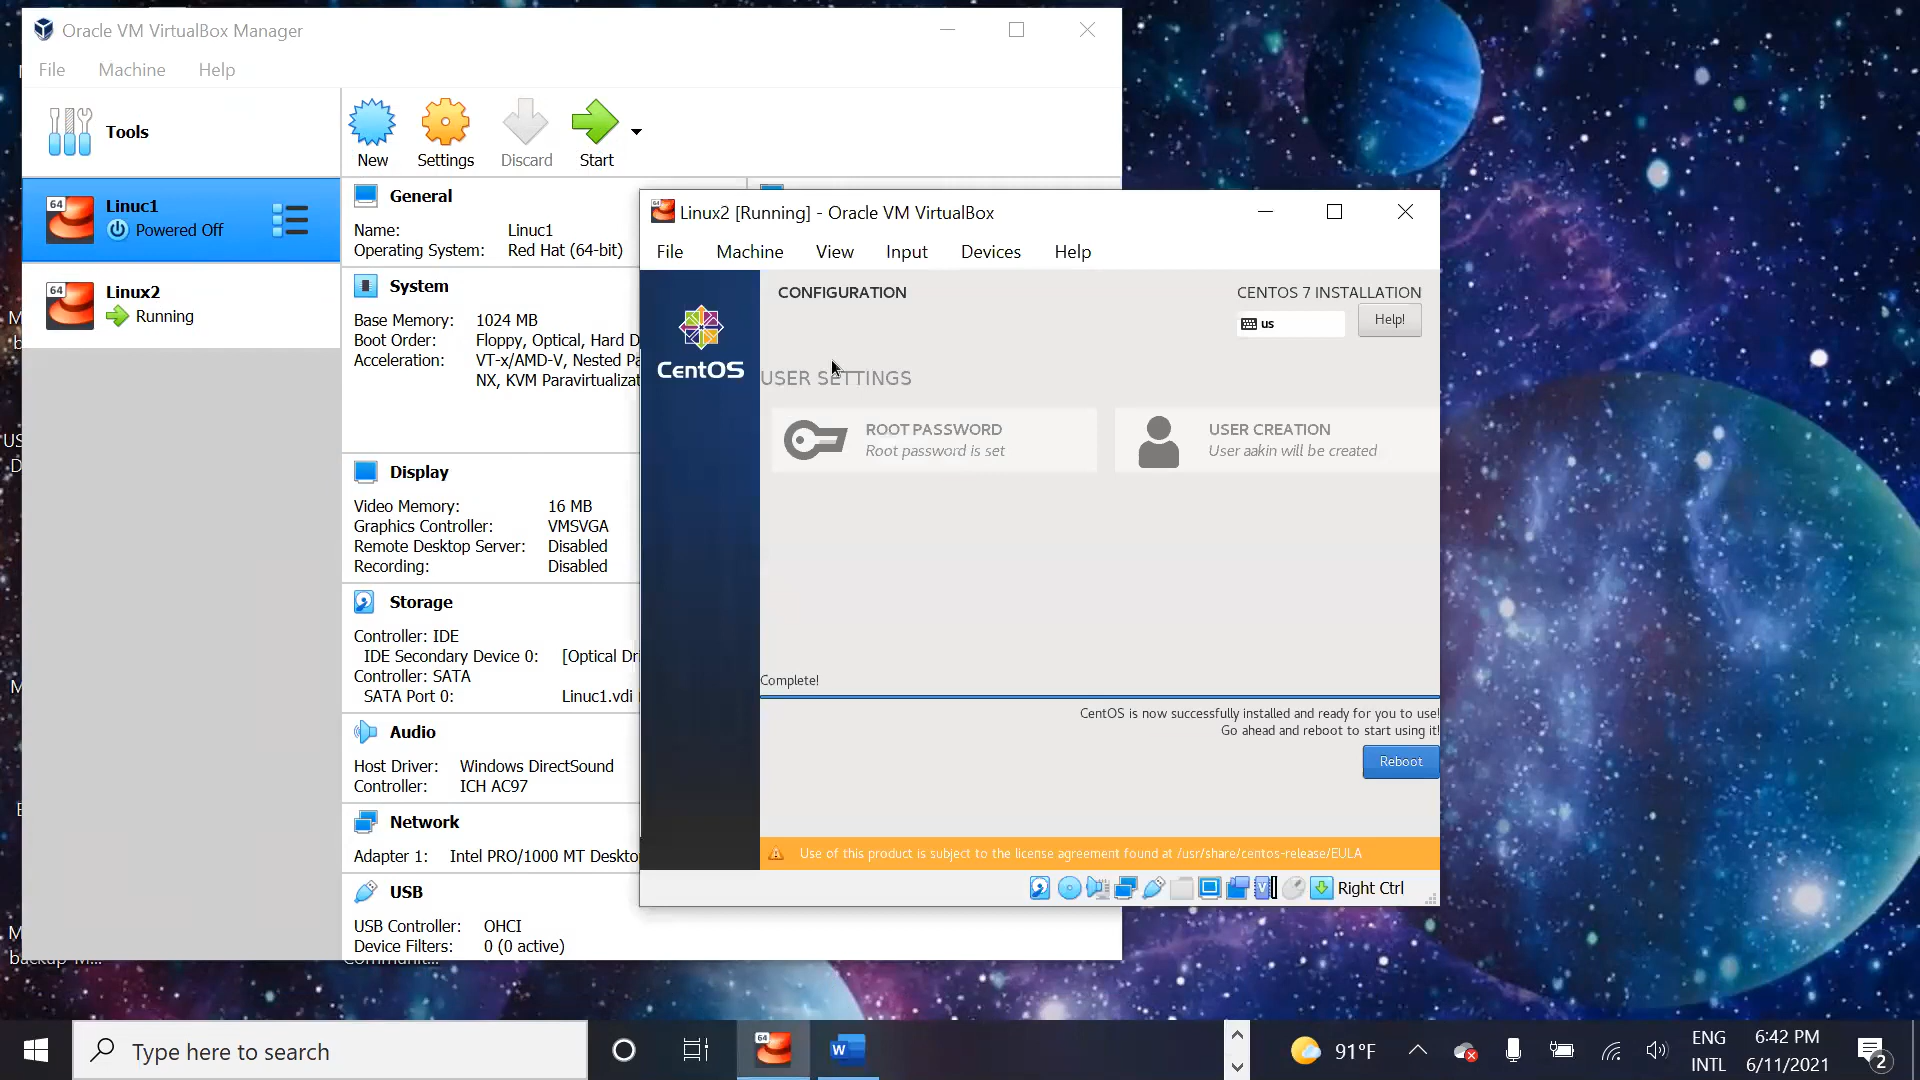 Oracle VM VirtualBox Manager
File Machine Help
Tools
New Settings Discard Start
64 Linuc1
Powered Off
64 Linux2
Running
General
Name: Linuc1
Operating System: Red Hat (64-bit)
System
Base Memory: 1024 MB
Boot Order: Floppy, Optical, Hard D
Acceleration: VT-x/AMD-V, Nested Pa
NX, KVM Paravirtualizat
Display
Video Memory: 16 MB
Graphics Controller: VMSVGA
Remote Desktop Server: Disabled
Recording: Disabled
Storage
Controller: IDE
IDE Secondary Device 0: [Optical Dri
Controller: SATA
SATA Port 0: Linuc1.vdi
Audio
Host Driver: Windows DirectSound
Controller: ICH AC97
Network
Adapter 1: Intel PRO/1000 MT Deskto
USB
USB Controller: OHCI
Device Filters: 0 (0 active)
64 Linux2 [Running] - Oracle VM VirtualBox
File Machine View Input Devices Help
CentOS
CONFIGURATION
CENTOS 7 INSTALLATION
us
Help!
USER SETTINGS
ROOT PASSWORD
Root password is set
USER CREATION
User aakin will be created
Complete!
CentOS is now successfully installed and ready for you to use!
Go ahead and reboot to start using it!
Reboot
Use of this product is subject to the license agreement found at /usr/share/centos-release/EULA
V
Right Ctrl
Type here to search
64
W
91°F
ENG
INTL
6:42 PM
6/11/2021
2